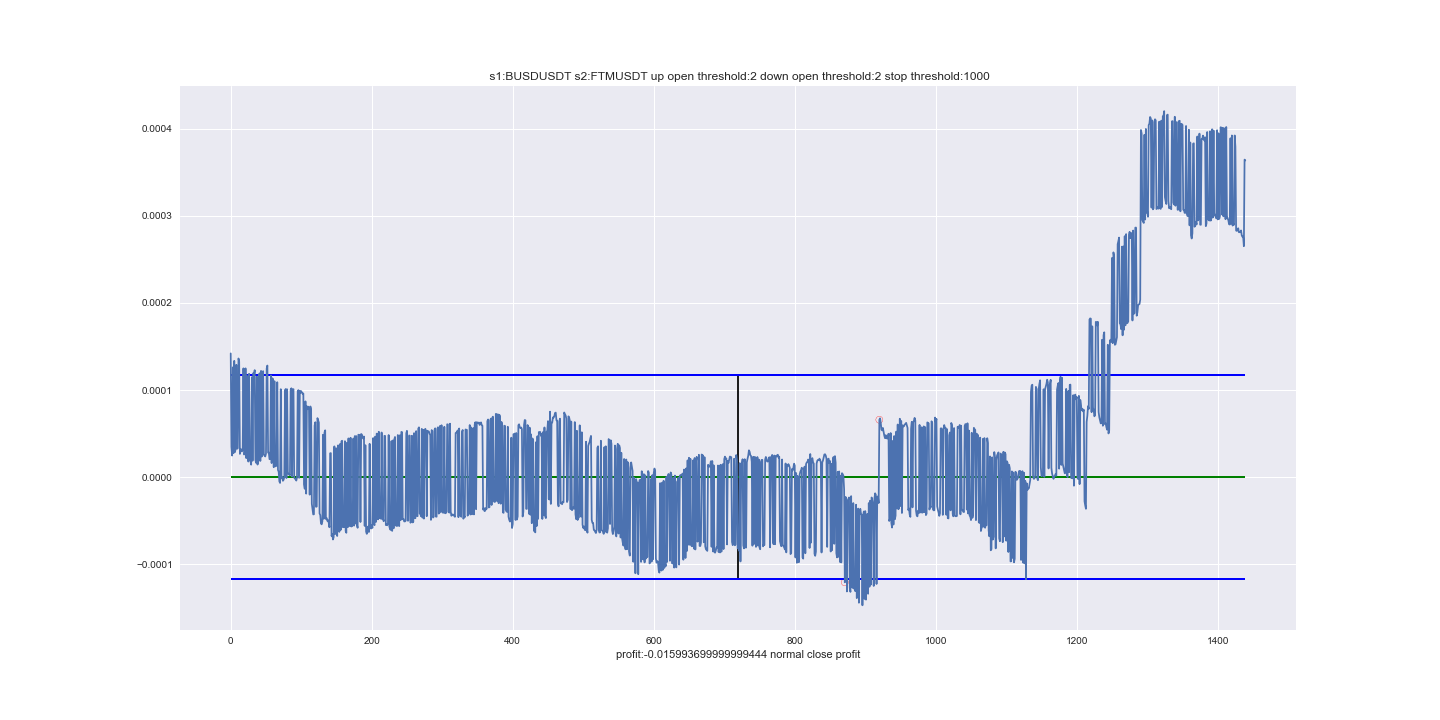 s1:BUSDUSDT s2:FTMUSDT up open threshold:2 down open threshold:2 stop threshold:1000
0.0004
0.0003
0.0002
0.0001
0.0000
−0.0001
0 200 400 600 800 1000 1200 1400
profit:-0.015993699999999444 normal close profit